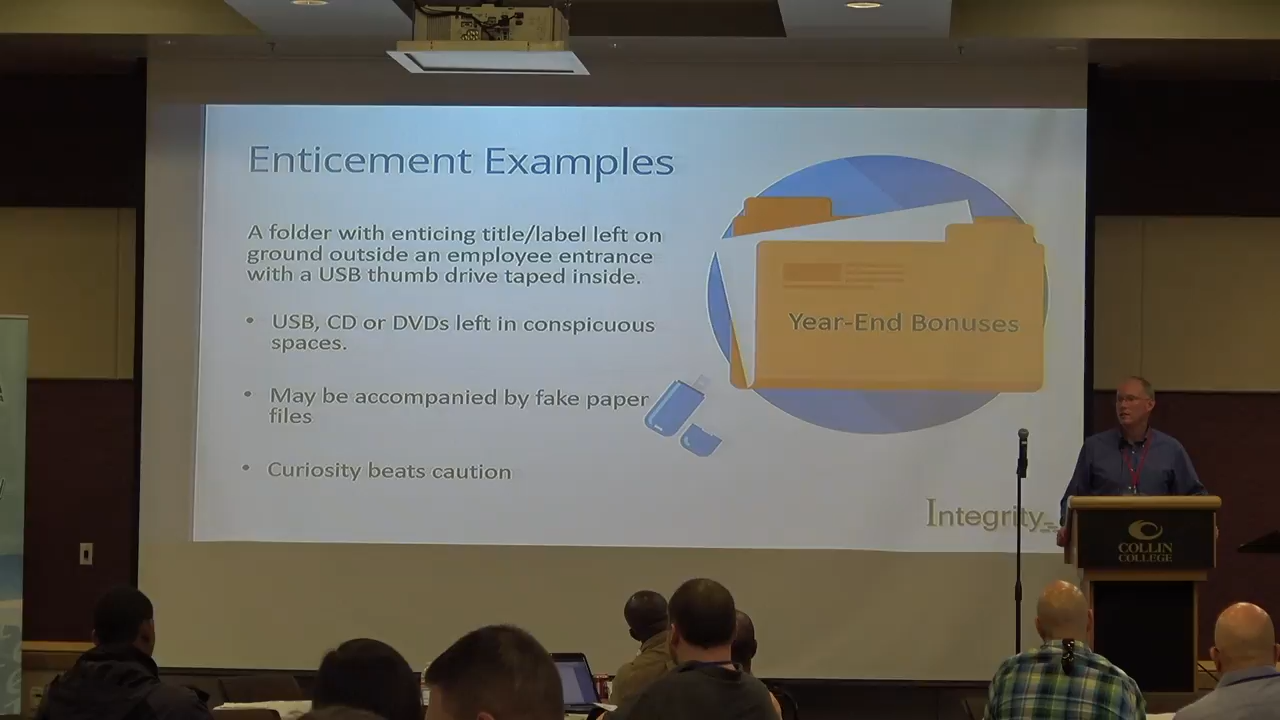 Enticement Examples
A folder with enticing title/label left on
ground outside an employee entrance
with a USB thumb drive taped inside.
• USB, CD or DVDs left in conspicuous
spaces.
• May be accompanied by fake paper
files
• Curiosity beats caution
Year-End Bonuses
Integrity
COLLIN
COLLEGE